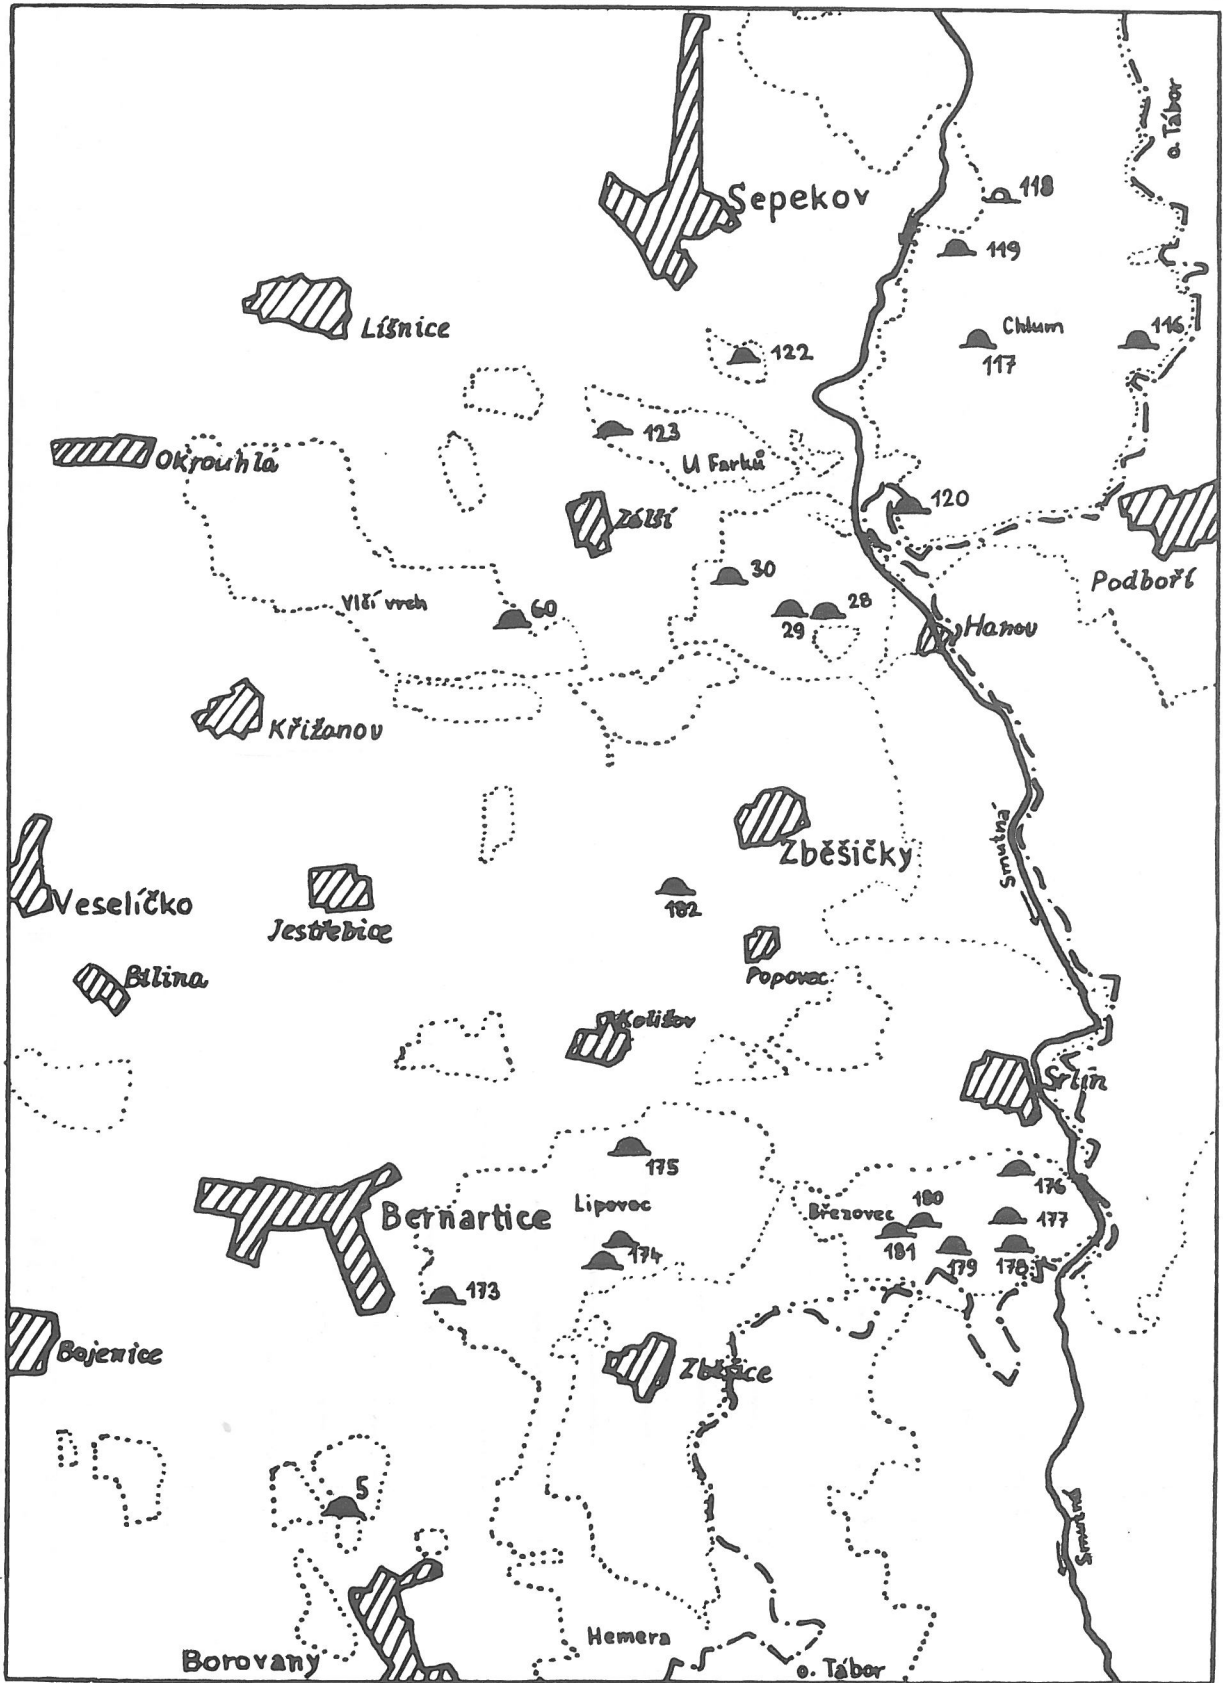 o. Tábor
118
Sepekov
119
Líšnice
Chlum
116
117
122
123
U Farků
Okrouhlá
120
Zálší
Podboří
30
Vlčí vrch
60
28
29
Hanov
Křižanov
Smutná
Zběšičky
Veselíčko
182
Jestřebice
Bilina
Popovec
Kolišov
Srlín
175
176
Lipovec
180
Březovec
177
Bernartice
181
174
179
178
173
Bojenice
Zběšice
5
Smutná
Hemera
Borovany
o. Tábor